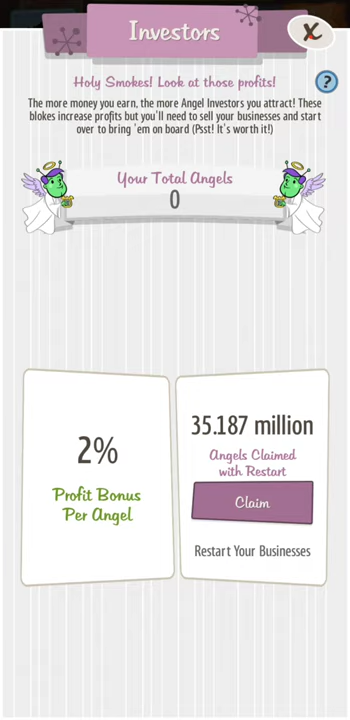 Investors
Holy Smokes! Look at those profits!
?
The more money you earn, the more Angel Investors you attract! These
blokes increase profits but you'll need to sell your businesses and start
over to bring 'em on board (Psst! It's worth it!)
Your Total Angels
0
2%
Profit Bonus
Per Angel
35.187 million
Angels Claimed
with Restart
Claim
Restart Your Businesses